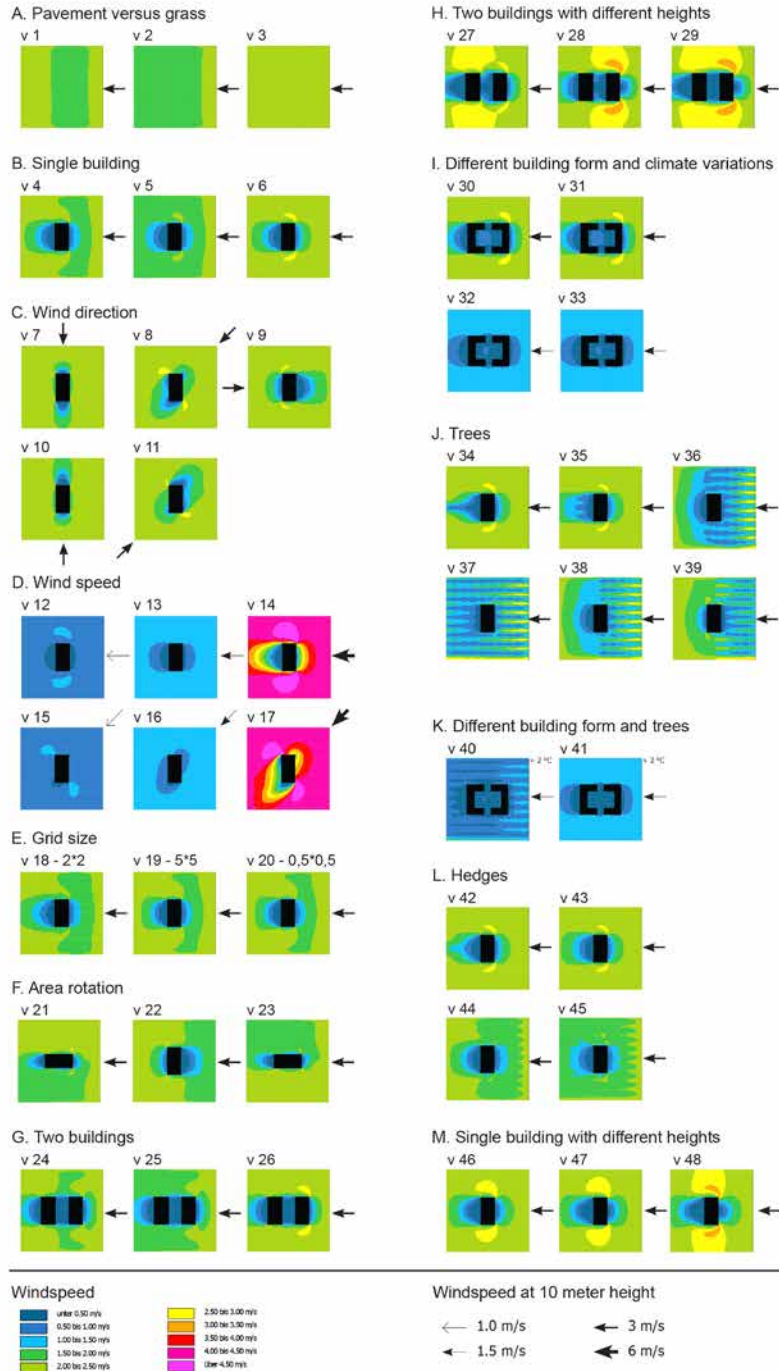 A. Pavement versus grass
v 1 v 2 v 3
B. Single building
v 4 v 5 v 6
C. Wind direction
v 7 v 8 v 9
v 10 v 11
D. Wind speed
v 12 v 13 v 14
v 15 v 16 v 17
E. Grid size
v 18 - 2*2 v 19 - 5*5 v 20 - 0,5*0,5
F. Area rotation
v 21 v 22 v 23
G. Two buildings
v 24 v 25 v 26
H. Two buildings with different heights
v 27 v 28 v 29
I. Different building form and climate variations
v 30 v 31
v 32 v 33
J. Trees
v 34 v 35 v 36
v 37 v 38 v 39
K. Different building form and trees
v 40 v 41
+ 2 ºC + 2 ºC
L. Hedges
v 42 v 43
v 44 v 45
M. Single building with different heights
v 46 v 47 v 48
Windspeed
unter 0.50 m/s
0.50 bis 1.00 m/s
1.00 bis 1.50 m/s
1.50 bis 2.00 m/s
2.00 bis 2.50 m/s
2.50 bis 3.00 m/s
3.00 bis 3.50 m/s
3.50 bis 4.00 m/s
4.00 bis 4.50 m/s
über 4.50 m/s
Windspeed at 10 meter height
1.0 m/s 3 m/s
1.5 m/s 6 m/s